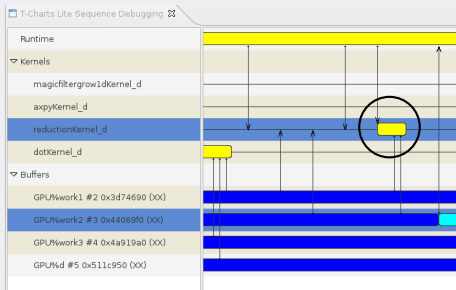 T-Charts Lite Sequence Debugging
Runtime
Kernels
magicfiltergrow1dKernel_d
axpyKernel_d
reductionKernel_d
dotKernel_d
Buffers
GPU%work1 #2 0x3d74690 (XX)
GPU%work2 #3 0x44069f0 (XX)
GPU%work3 #4 0x4a919a0 (XX)
GPU%d #5 0x511c950 (XX)